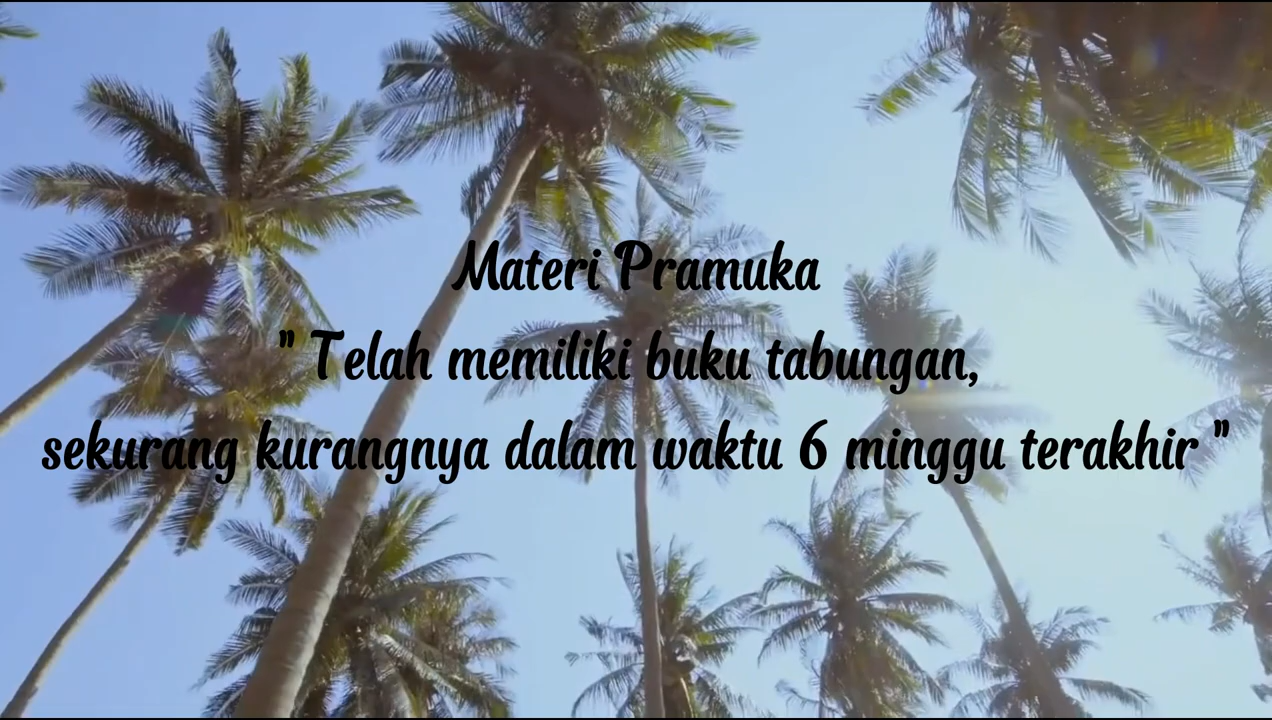 Materi Pramuka
" Telah memiliki buku tabungan,
sekurang kurangnya dalam waktu 6 minggu terakhir "